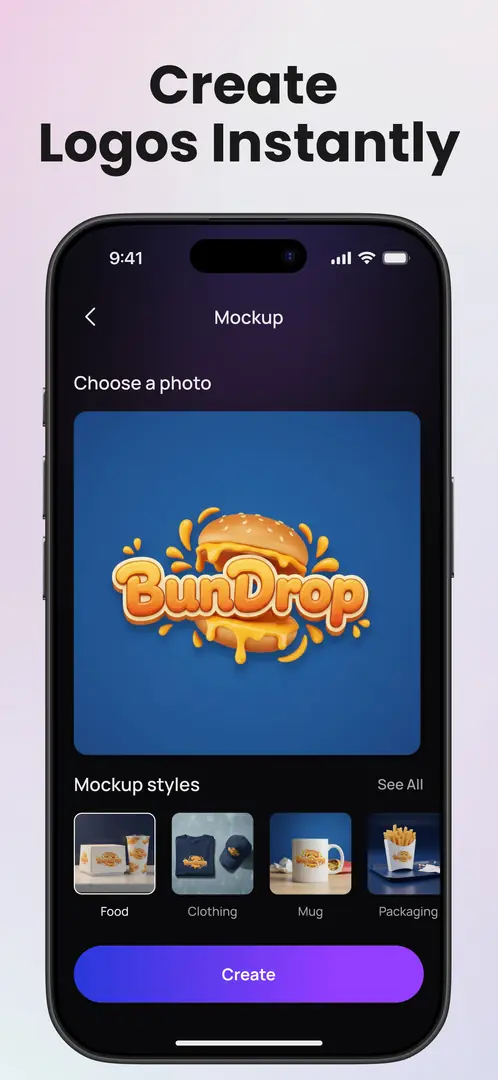 Create
Logos Instantly
9:41
Mockup
Choose a photo
BunDrop
Mockup styles
See All
Food
Clothing
Mug
Packaging
Create